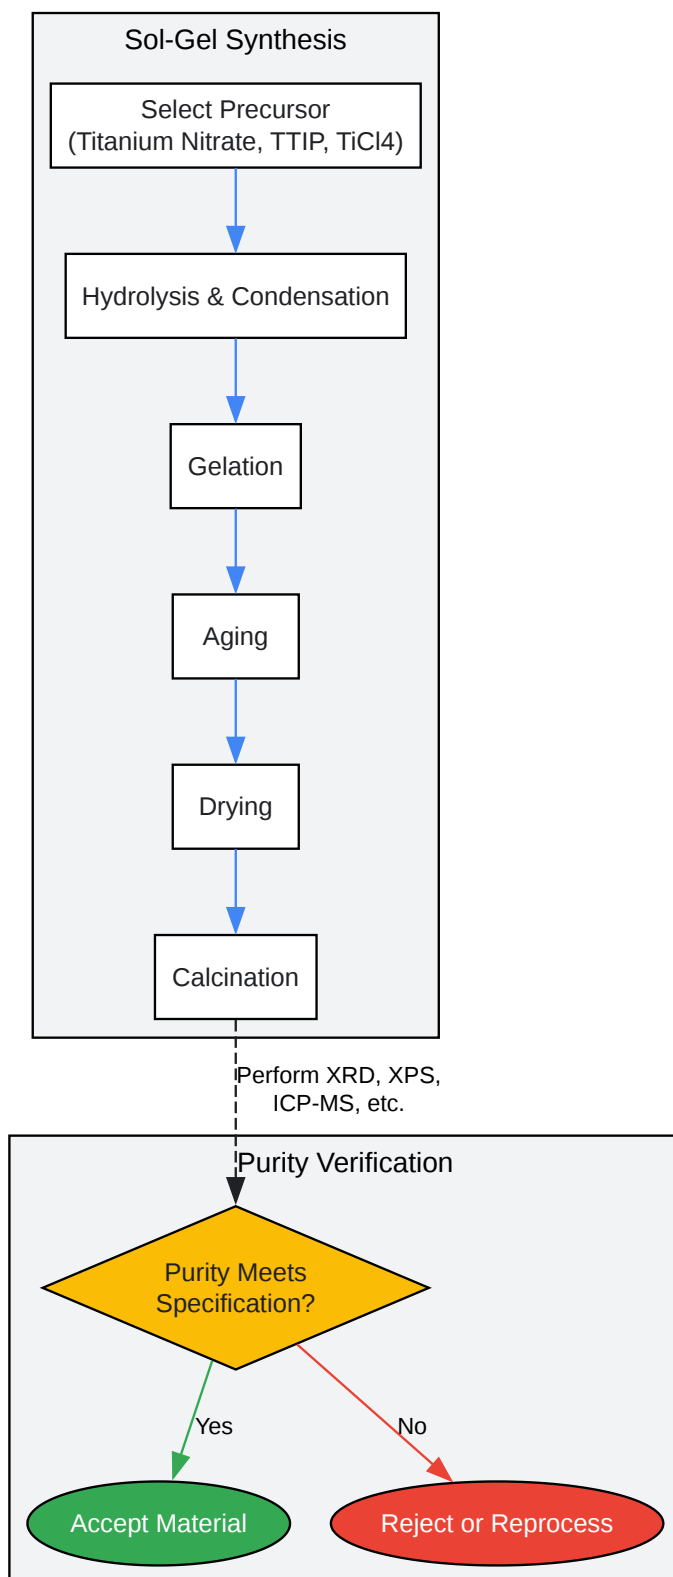 Sol-Gel Synthesis
Select Precursor
(Titanium Nitrate, TTIP, TiCl4)
Hydrolysis & Condensation
Gelation
Aging
Drying
Calcination
Perform XRD, XPS,
ICP-MS, etc.
Purity Verification
Purity Meets
Specification?
Yes
No
Accept Material
Reject or Reprocess